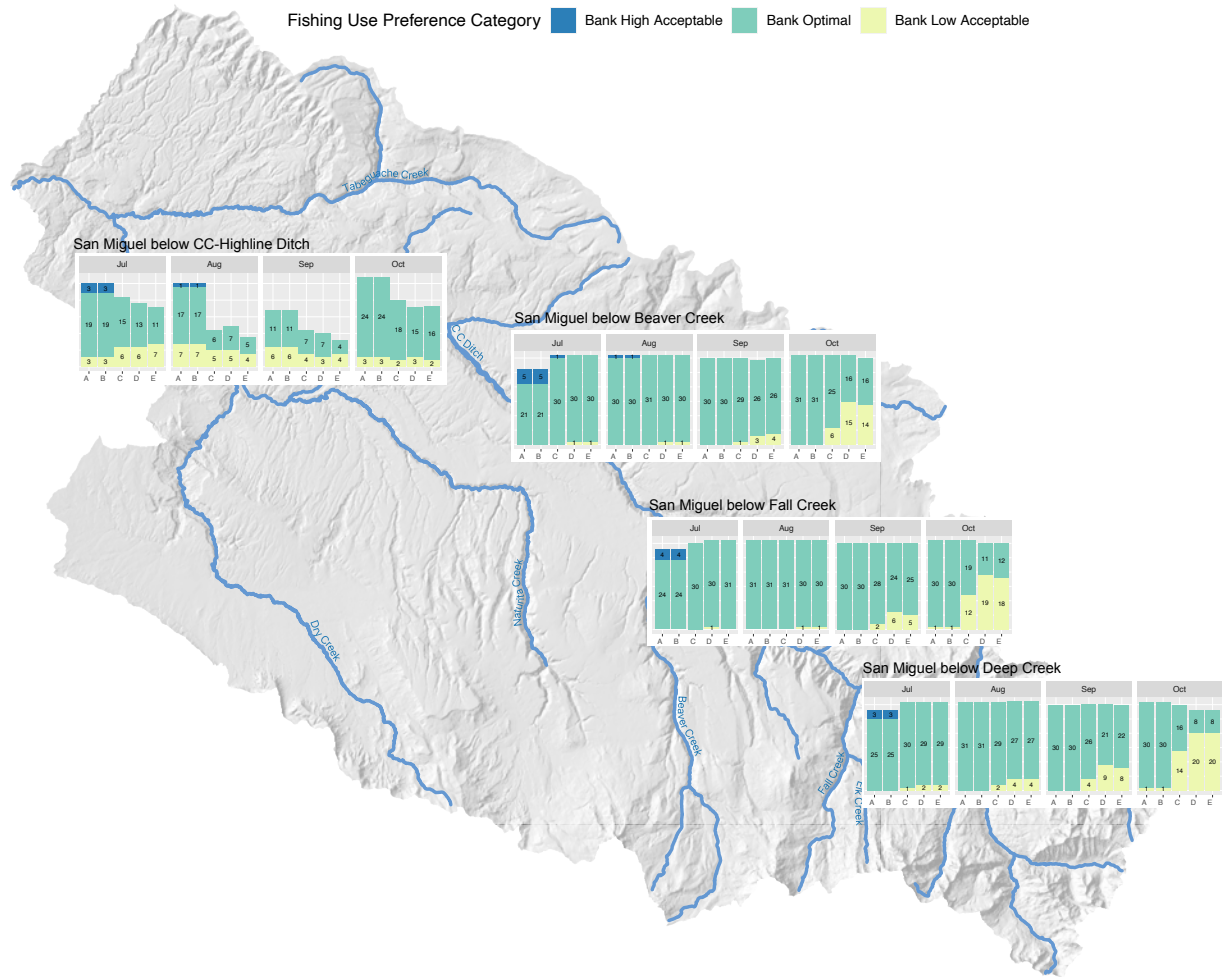 Fishing Use Preference Category Bank High Acceptable Bank Optimal Bank Low Acceptable
Tabeguache Creek
San Miguel below CC-Highline Ditch
Jul Aug Sep Oct
3 3 1 1
19 19 15 13 11 17 17 6 7 5 11 11 7 7 4 24 24 18 15 16
3 3 6 6 7 7 7 5 5 4 6 6 4 3 4 3 3 2 3 2
A B C D E A B C D E A B C D E A B C D E
C C Ditch
San Miguel below Beaver Creek
Jul Aug Sep Oct
5 5 1 1 1
21 21 30 30 30 30 30 31 30 30 30 30 29 26 26 31 31 25 16 16
1 1 1 1 1 3 4 6 15 14
A B C D E A B C D E A B C D E A B C D E
San Miguel below Fall Creek
Jul Aug Sep Oct
4 4
24 24 30 30 31 31 31 31 30 30 30 30 28 24 25 30 30 19 11 12
1 1 1 2 6 5 1 1 12 19 18
A B C D E A B C D E A B C D E A B C D E
Naturita Creek
Dry Creek
San Miguel below Deep Creek
Jul Aug Sep Oct
3 3
25 25 30 29 29 31 31 29 27 27 30 30 26 21 22 30 30 16 8 8
1 2 2 2 4 4 4 9 8 1 1 14 20 20
A B C D E A B C D E A B C D E A B C D E
Beaver Creek
Fall Creek
Elk Creek